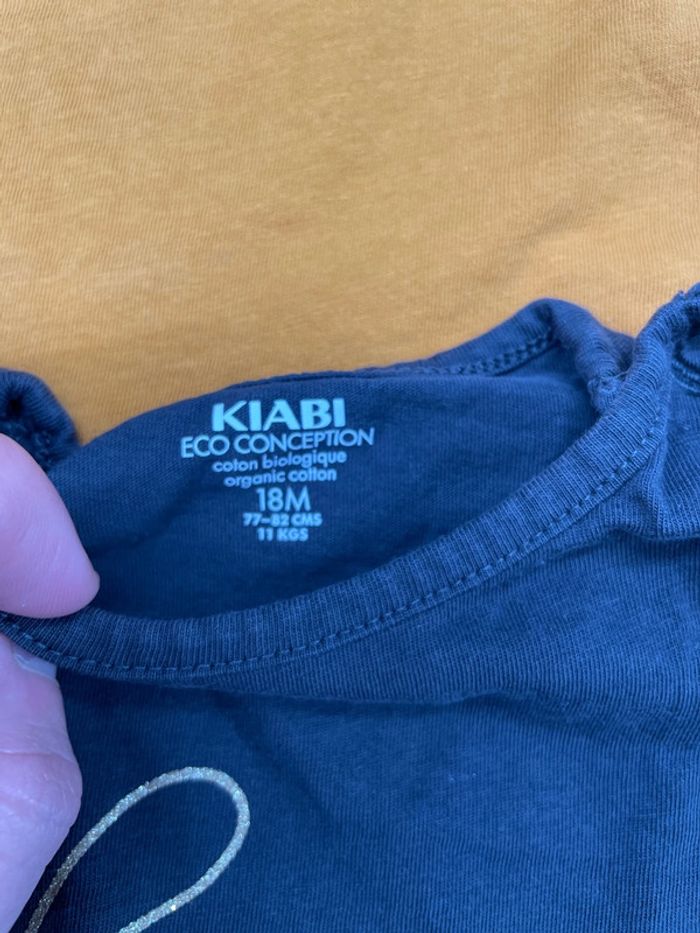 KIABI
ECO CONCEPTION
coton biologique
organic cotton
18M
77-82 CMS
11 KGS